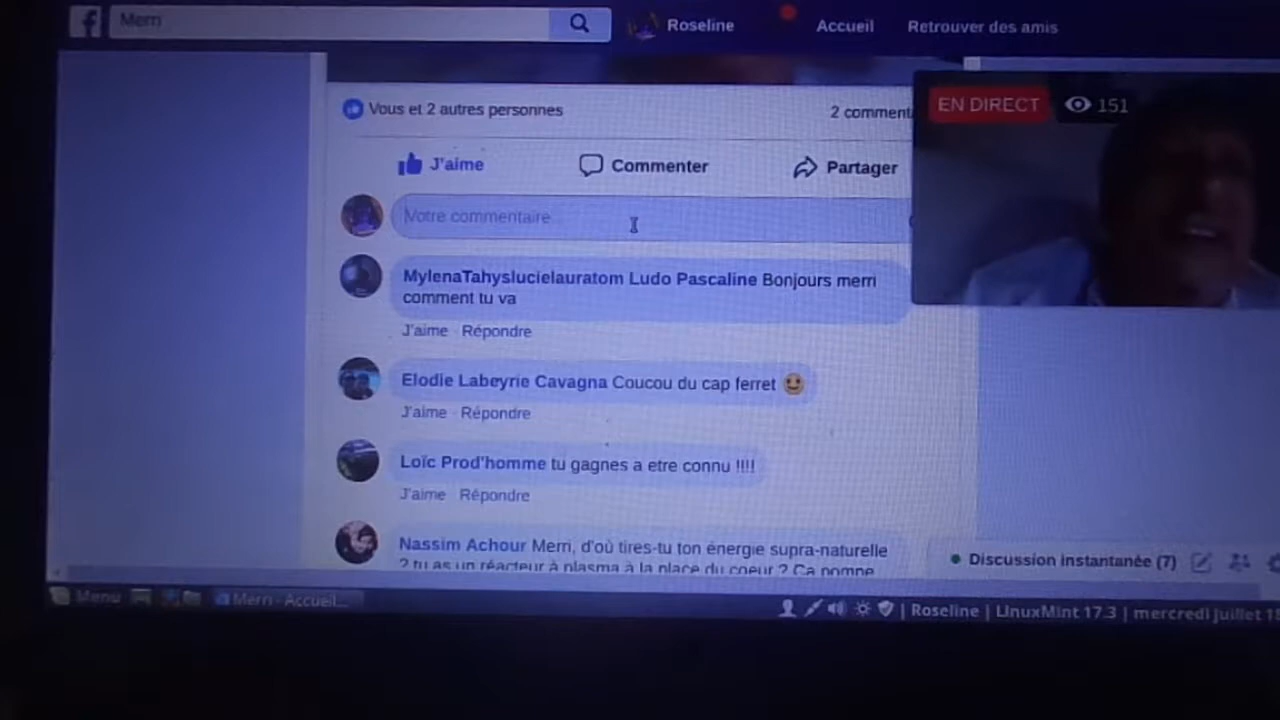 Merri
Roseline
Accueil
Retrouver des amis
Vous et 2 autres personnes
2 comment
EN DIRECT
151
J'aime
Commenter
Partager
Votre commentaire
MylenaTahyslucielauratom Ludo Pascaline Bonjours merri
comment tu va
J'aime · Répondre
Elodie Labeyrie Cavagna Coucou du cap ferret
J'aime · Répondre
Loïc Prod'homme tu gagnes a etre connu !!!!
J'aime · Répondre
Nassim Achour Merri, d'où tires-tu ton énergie supra-naturelle
? tu as un réacteur à plasma à la place du coeur ? Ça pompe
Discussion instantanée (7)
Menu
Merri - Accueil...
| Roseline | LinuxMint 17.3 | mercredi juillet 1